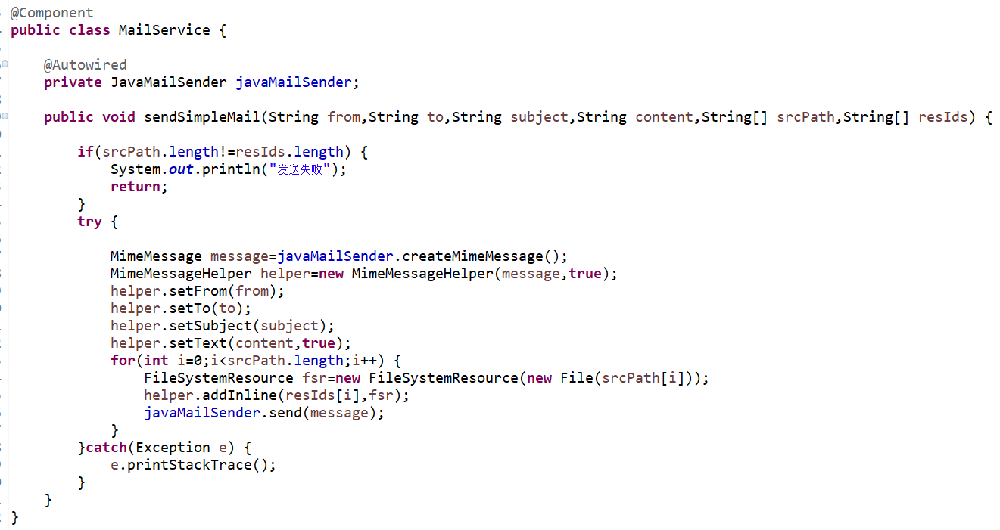 @Component
public class MailService {
@Autowired
private JavaMailSender javaMailSender;
public void sendSimpleMail(String from,String to,String subject,String content,String[] srcPath,String[] resIds) {
if(srcPath.length!=resIds.length) {
System.out.println("发送失败");
return;
}
try {
MimeMessage message=javaMailSender.createMimeMessage();
MimeMessageHelper helper=new MimeMessageHelper(message,true);
helper.setFrom(from);
helper.setTo(to);
helper.setSubject(subject);
helper.setText(content,true);
for(int i=0;i<srcPath.length;i++) {
FileSystemResource fsr=new FileSystemResource(new File(srcPath[i]));
helper.addInline(resIds[i],fsr);
javaMailSender.send(message);
}
}catch(Exception e) {
e.printStackTrace();
}
}
}